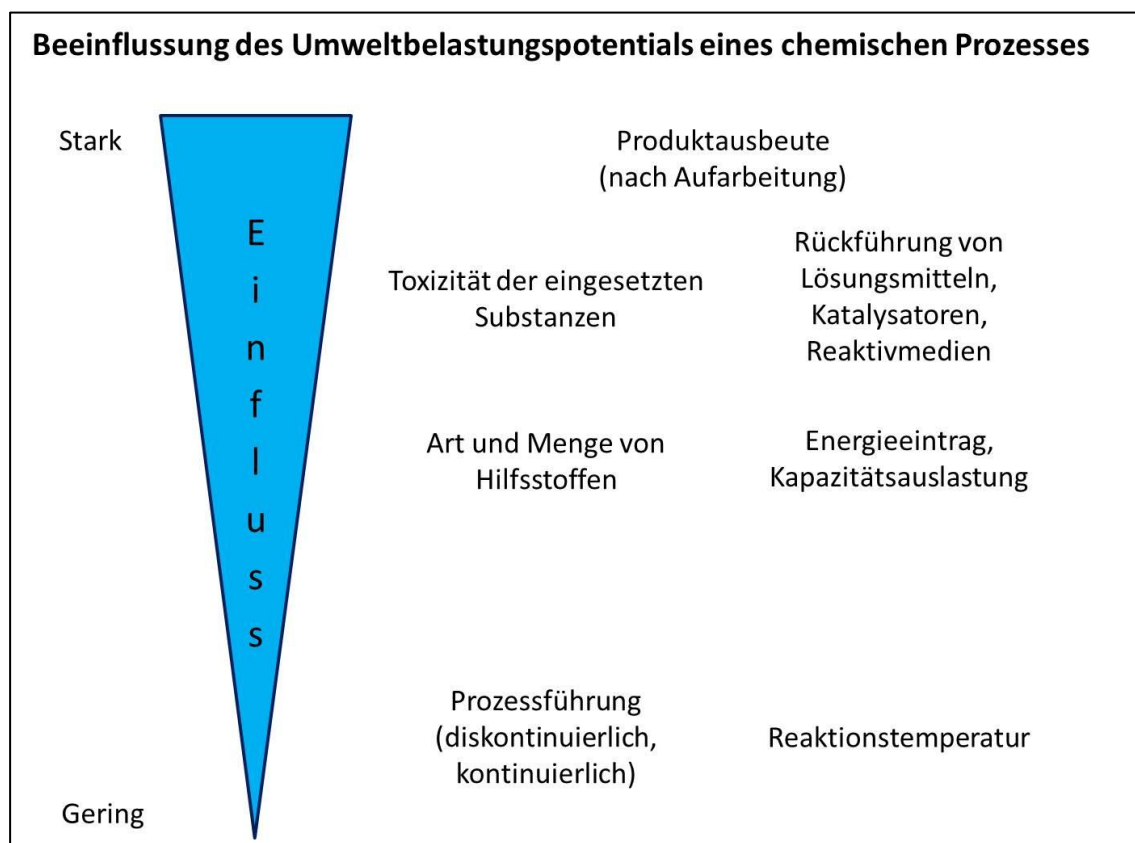 Beeinflussung des Umweltbelastungspotentials eines chemischen Prozesses
Stark
Einfluss
Produktausbeute
(nach Aufarbeitung)
Toxizität der eingesetzten
Substanzen
Rückführung von
Lösungsmitteln,
Katalysatoren,
Reaktivmedien
Art und Menge von
Hilfsstoffen
Energieeintrag,
Kapazitätsauslastung
Prozessführung
(diskontinuierlich,
kontinuierlich)
Reaktionstemperatur
Gering